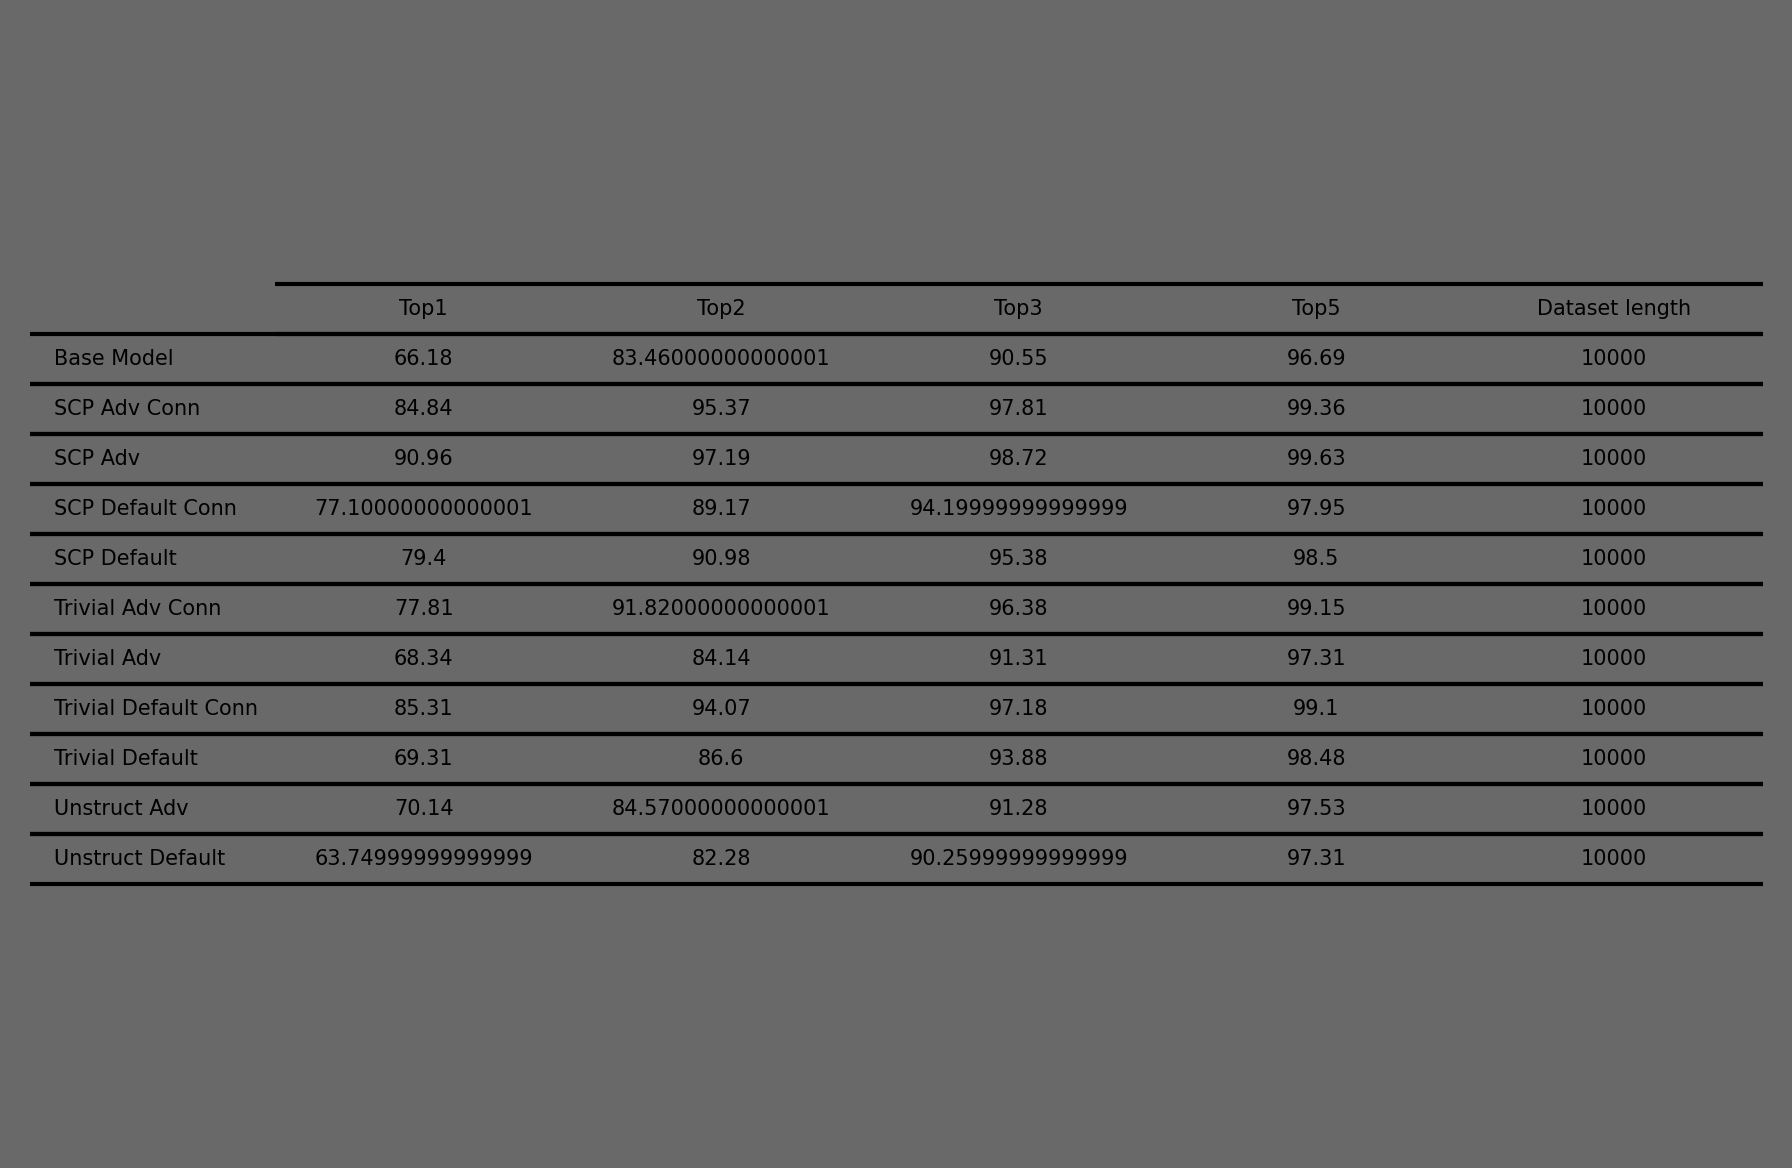 Top1 Top2 Top3 Top5 Dataset length
Base Model 66.18 83.46000000000001 90.55 96.69 10000
SCP Adv Conn 84.84 95.37 97.81 99.36 10000
SCP Adv 90.96 97.19 98.72 99.63 10000
SCP Default Conn 77.10000000000001 89.17 94.19999999999999 97.95 10000
SCP Default 79.4 90.98 95.38 98.5 10000
Trivial Adv Conn 77.81 91.82000000000001 96.38 99.15 10000
Trivial Adv 68.34 84.14 91.31 97.31 10000
Trivial Default Conn 85.31 94.07 97.18 99.1 10000
Trivial Default 69.31 86.6 93.88 98.48 10000
Unstruct Adv 70.14 84.57000000000001 91.28 97.53 10000
Unstruct Default 63.74999999999999 82.28 90.25999999999999 97.31 10000